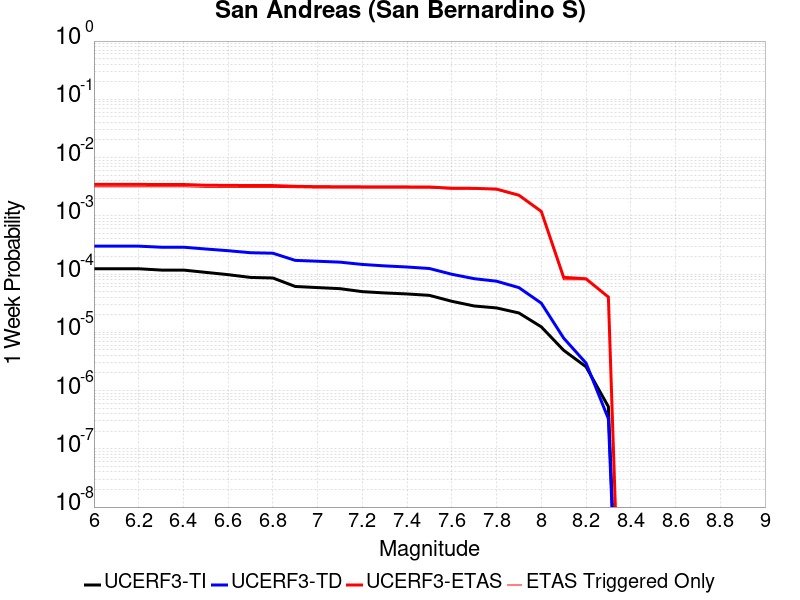 San Andreas (San Bernardino S)
1 Week Probability
10^0
10^-1
10^-2
10^-3
10^-4
10^-5
10^-6
10^-7
10^-8
6 6.2 6.4 6.6 6.8 7 7.2 7.4 7.6 7.8 8 8.2 8.4 8.6 8.8 9
Magnitude
UCERF3-TI UCERF3-TD UCERF3-ETAS ETAS Triggered Only